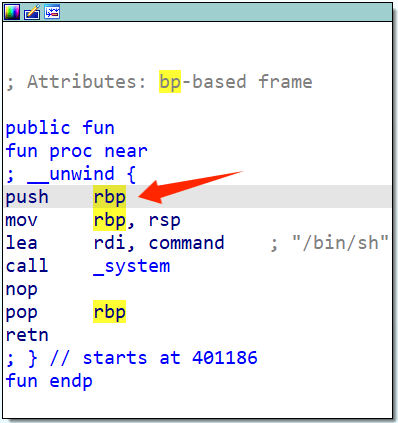 ; Attributes: bp-based frame
public fun
fun proc near
; __unwind {
push    rbp
mov     rbp, rsp
lea     rdi, command    ; "/bin/sh"
call    _system
nop
pop     rbp
retn
; } // starts at 401186
fun endp